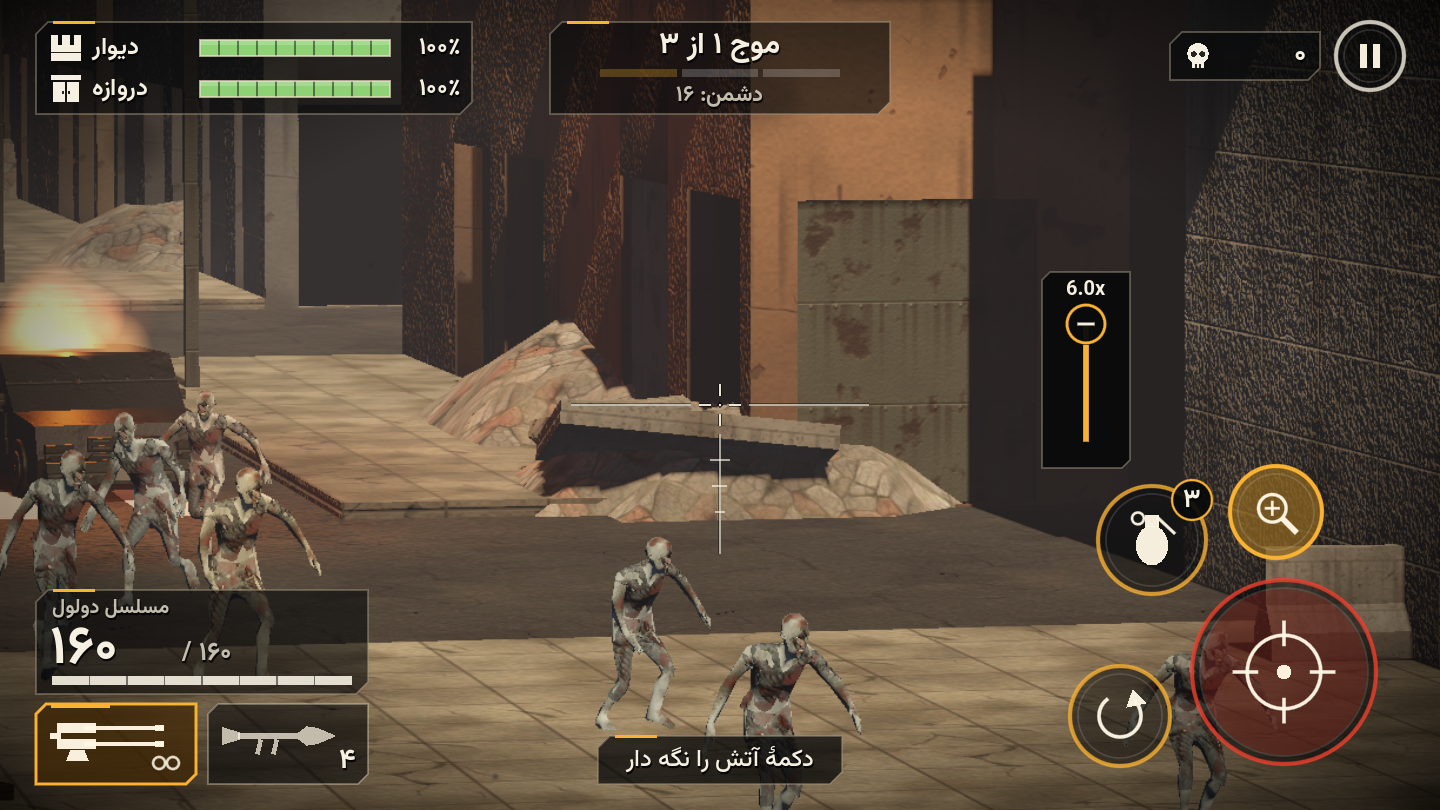 دیوار ۱۰۰٪
دروازه ۱۰۰٪
موج ۱ از ۳
دشمن: ۱۶
۰
6.0x
۳
مسلسل دولول
۱۶۰ / ۱۶۰
∞
۴
دکمهٔ آتش را نگه دار